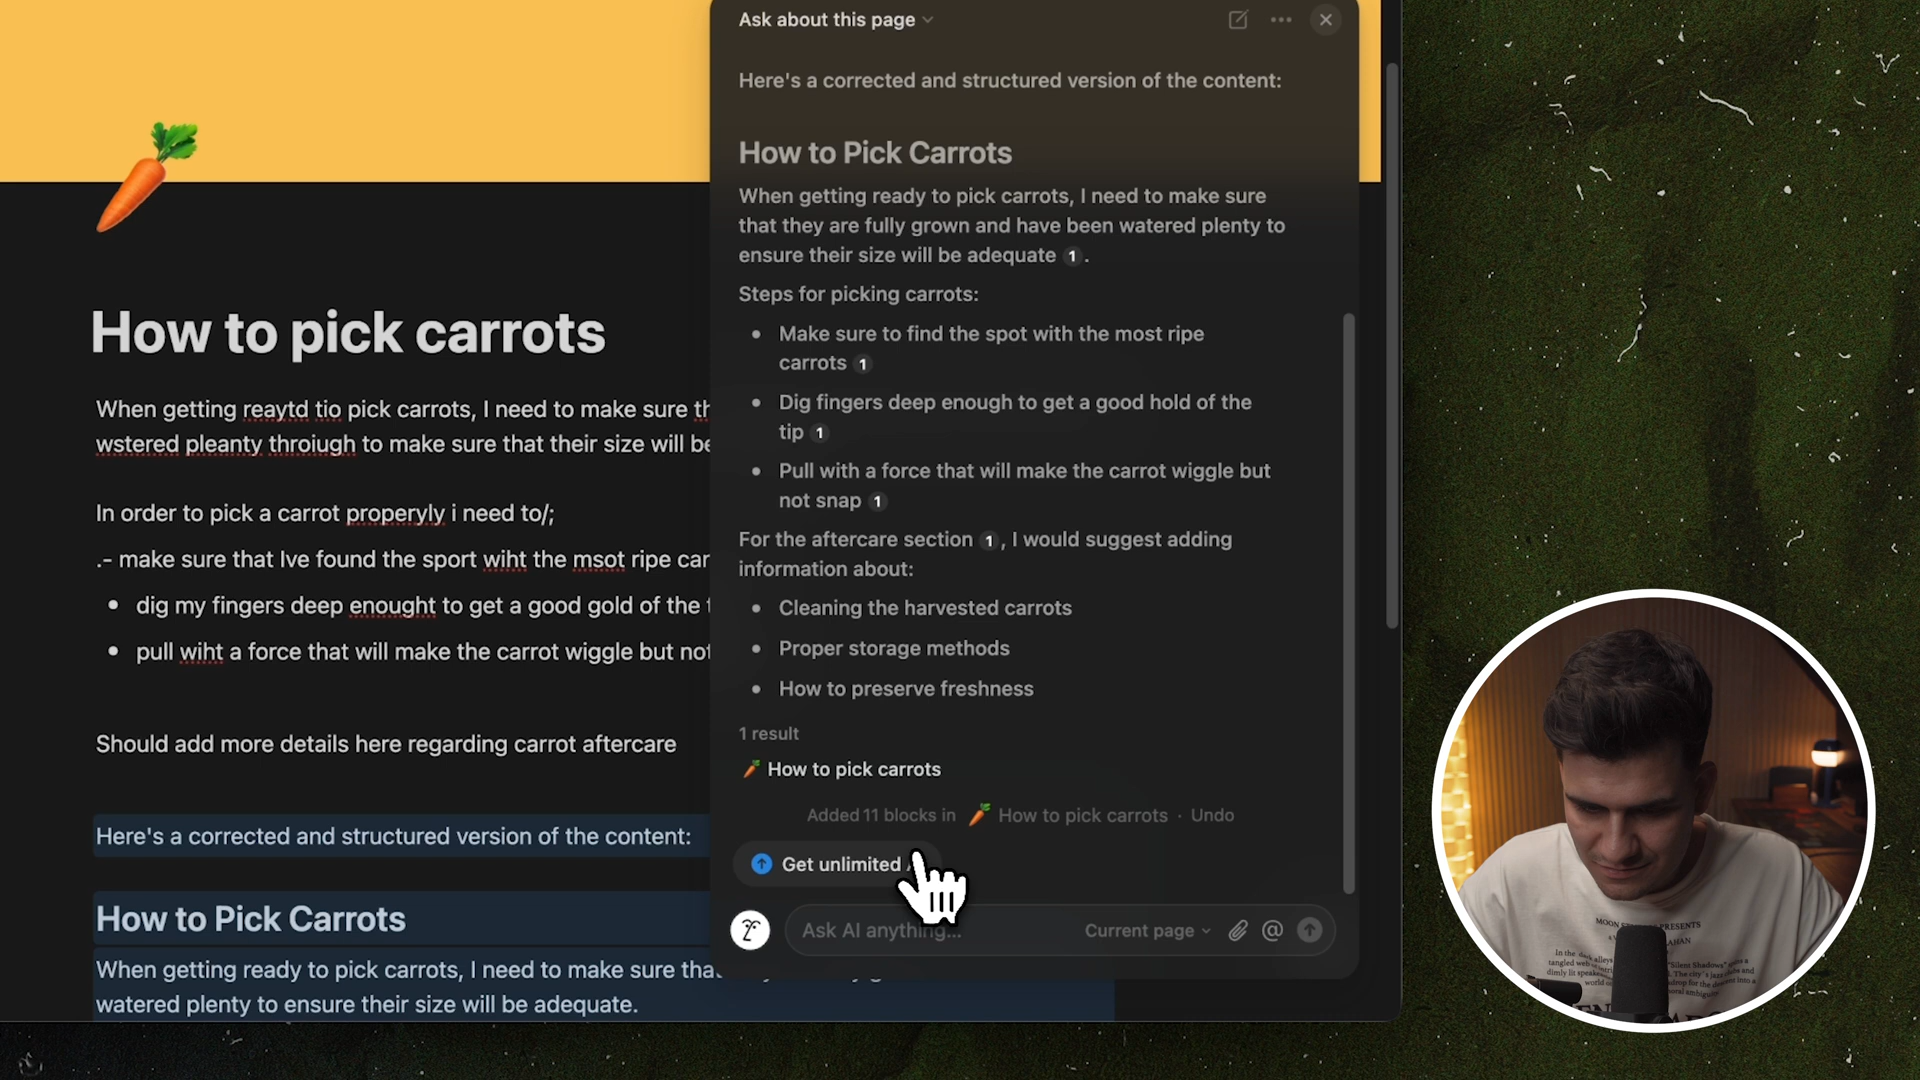 How to pick carrots
When getting reaytd tio pick carrots, I need to make sure th
wstered pleanty throiugh to make sure that their size will be
In order to pick a carrot properyly i need to/;
.- make sure that Ive found the sport wiht the msot ripe car
• dig my fingers deep enought to get a good gold of the t
• pull wiht a force that will make the carrot wiggle but not
Should add more details here regarding carrot aftercare
Here's a corrected and structured version of the content:
How to Pick Carrots
When getting ready to pick carrots, I need to make sure tha
watered plenty to ensure their size will be adequate.
Ask about this page
Here's a corrected and structured version of the content:
How to Pick Carrots
When getting ready to pick carrots, I need to make sure
that they are fully grown and have been watered plenty to
ensure their size will be adequate 1.
Steps for picking carrots:
• Make sure to find the spot with the most ripe
carrots 1
• Dig fingers deep enough to get a good hold of the
tip 1
• Pull with a force that will make the carrot wiggle but
not snap 1
For the aftercare section 1, I would suggest adding
information about:
• Cleaning the harvested carrots
• Proper storage methods
• How to preserve freshness
1 result
How to pick carrots
Added 11 blocks in How to pick carrots · Undo
Get unlimited
Ask AI anything...
Current page
@
MOON PRESENTS